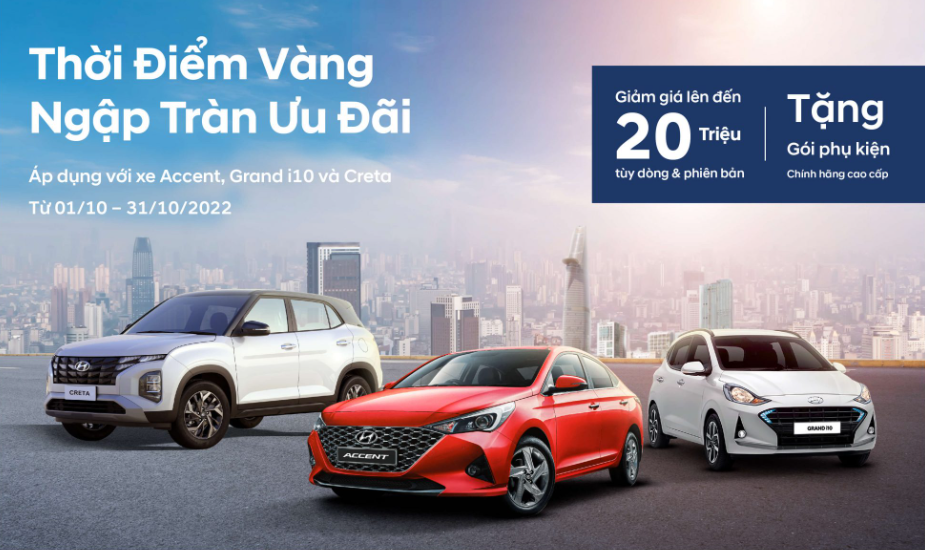 Thời Điểm Vàng
Ngập Tràn Ưu Đãi
Áp dụng với xe Accent, Grand i10 và Creta
Từ 01/10 – 31/10/2022
Giảm giá lên đến
20 Triệu
tùy dòng & phiên bản
Tặng
Gói phụ kiện
Chính hãng cao cấp
CRETA
ACCENT
GRAND i10